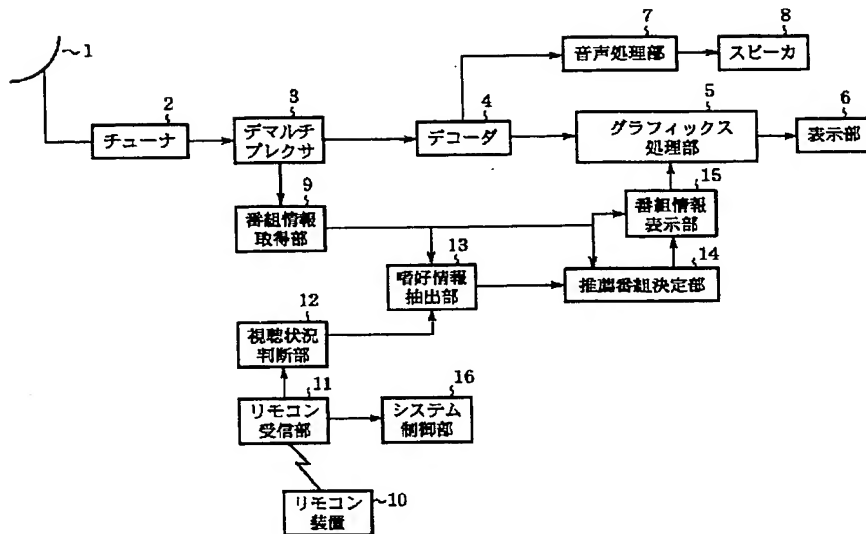 7
音声処理部
8
スピーカ
1
2
チューナ
3
デマルチ
プレクサ
4
デコーダ
5
グラフィックス
処理部
6
表示部
9
番組情報
取得部
15
番組情報
表示部
13
嗜好情報
抽出部
14
推薦番組決定部
12
視聴状況
判断部
11
リモコン
受信部
16
システム
制御部
リモコン
装置
10